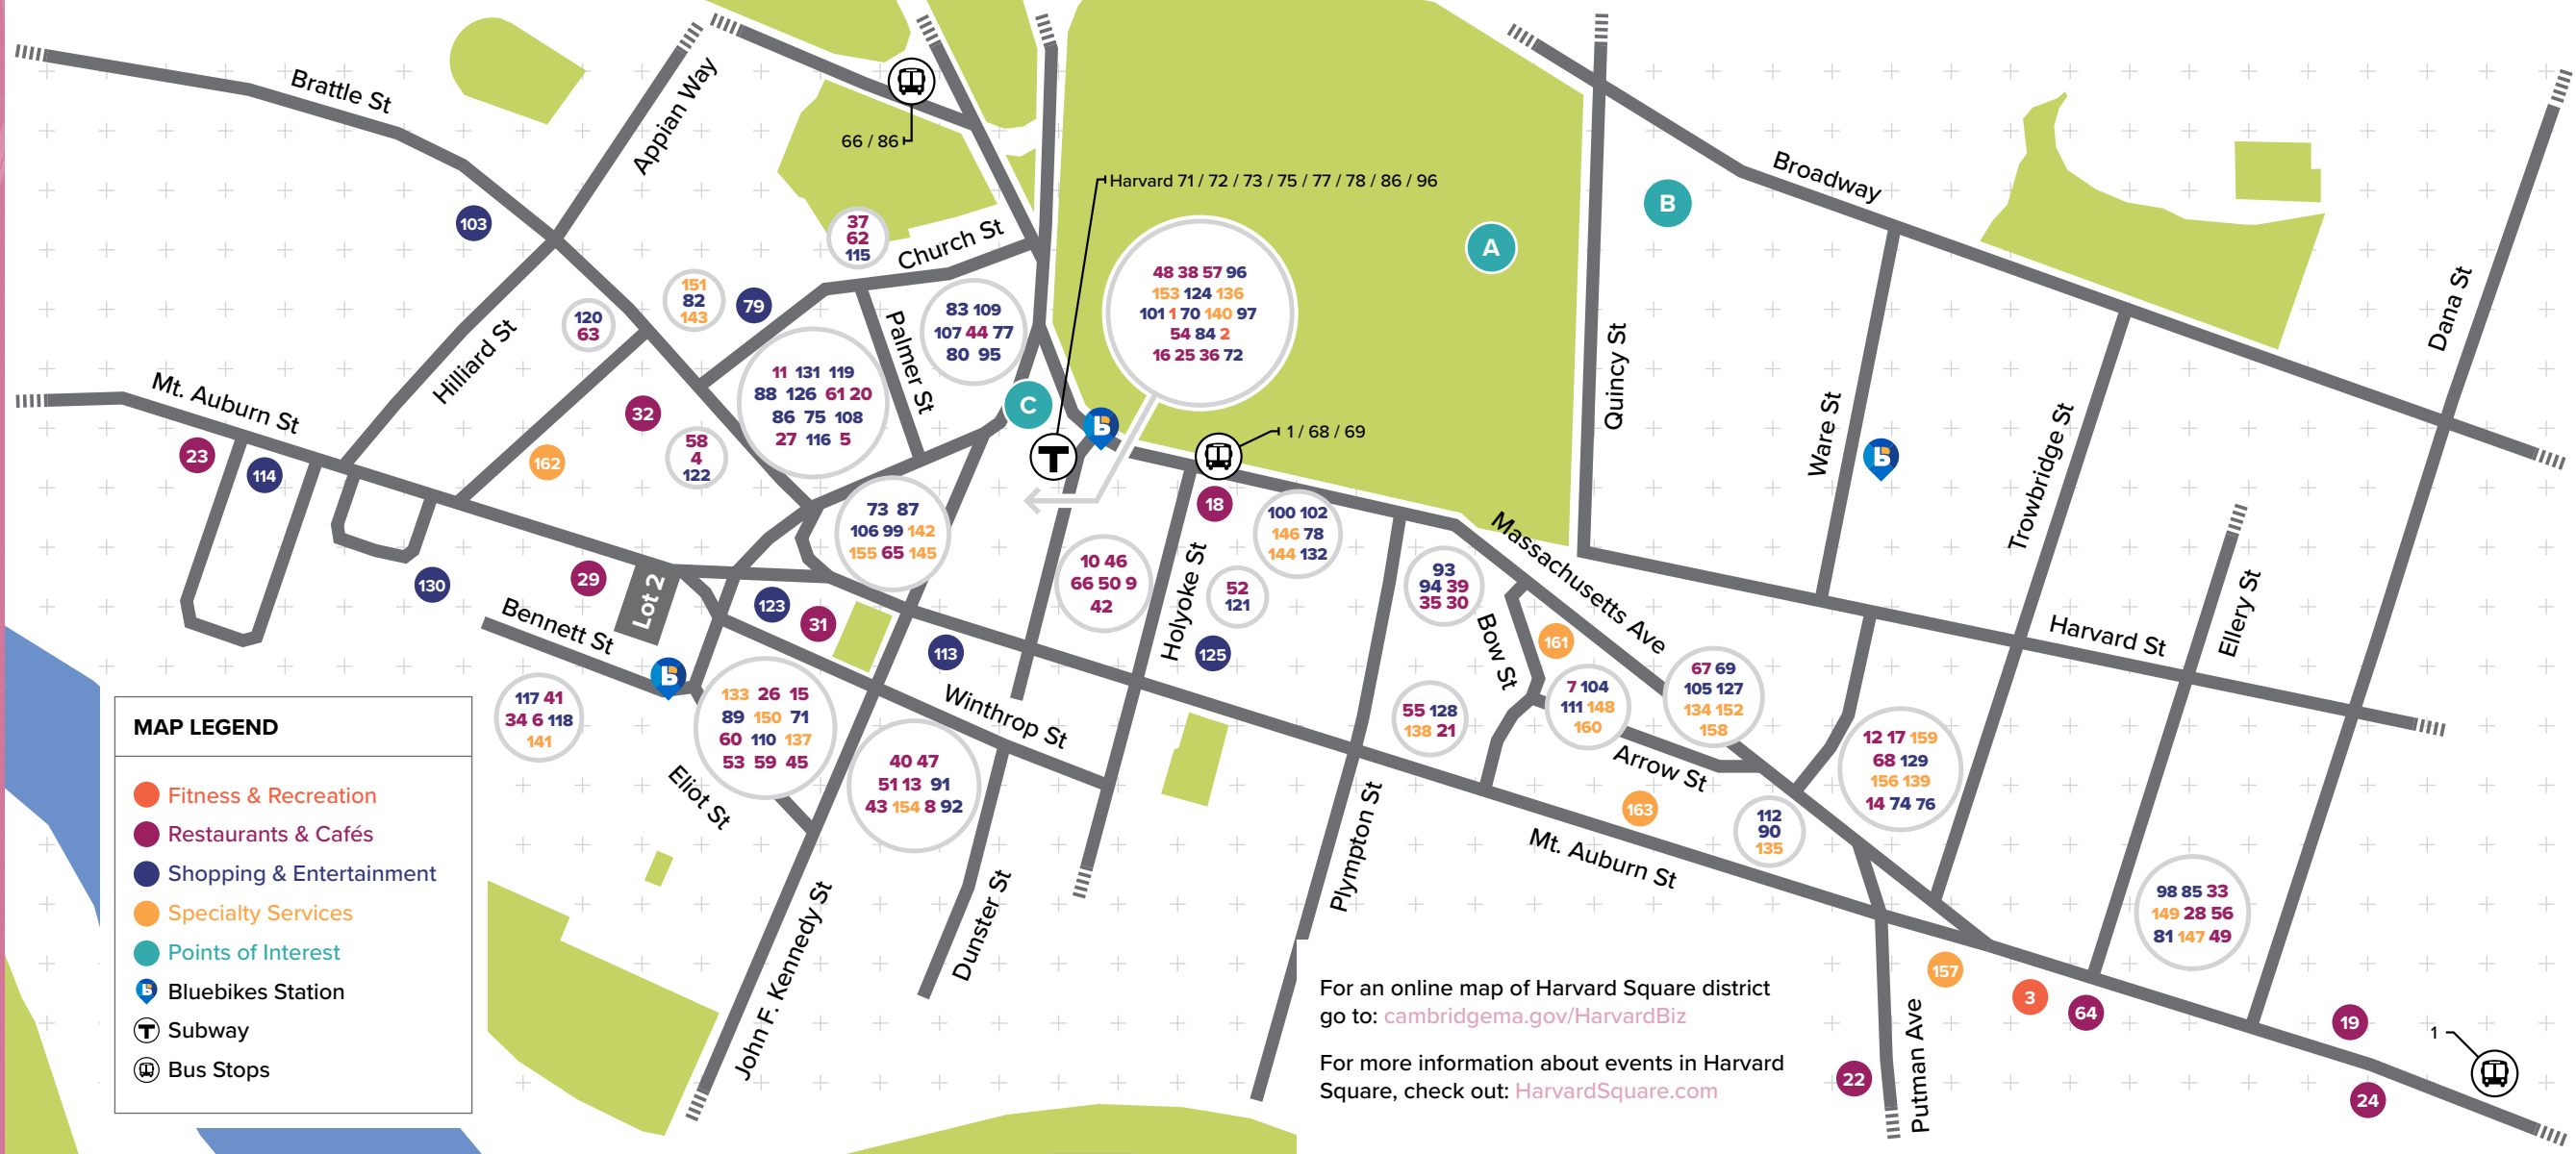 Brattle St
Appian Way
66 / 86
Harvard 71 / 72 / 73 / 75 / 77 / 78 / 86 / 96
Broadway
B
A
103
37
62
115
Church St
48 38 57 96
153 124 136
101 1 70 140 97
54 84 2
16 25 36 72
Dana St
151
82
143
79
120
63
Hilliard St
Palmer St
83 109
107 44 77
80 95
Quincy St
Mt. Auburn St
11 131 119
88 126 61 20
86 75 108
27 116 5
C
32
23
114
162
58
4
122
T
1 / 68 / 69
Ware St
Trowbridge St
73 87
106 99 142
155 65 145
18
100 102
146 78
144 132
Massachusetts Ave
Holyoke St
10 46
66 50 9
42
52
121
93
94 39
35 30
130
29
Lot 2
123
31
Bennett St
113
125
Bow St
161
Harvard St
Ellery St
117 41
34 6 118
141
133 26 15
89 150 71
60 110 137
53 59 45
Winthrop St
55 128
138 21
7 104
111 148
160
67 69
105 127
134 152
158
Arrow St
12 17 159
68 129
156 139
14 74 76
Eliot St
40 47
51 13 91
43 154 8 92
163
112
90
135
Mt. Auburn St
Plympton St
John F. Kennedy St
Dunster St
98 85 33
149 28 56
81 147 49
157
3
64
19
24
22
Putman Ave
1
MAP LEGEND
Fitness & Recreation
Restaurants & Cafés
Shopping & Entertainment
Specialty Services
Points of Interest
Bluebikes Station
T Subway
Bus Stops
For an online map of Harvard Square district
go to: cambridgema.gov/HarvardBiz
For more information about events in Harvard
Square, check out: HarvardSquare.com